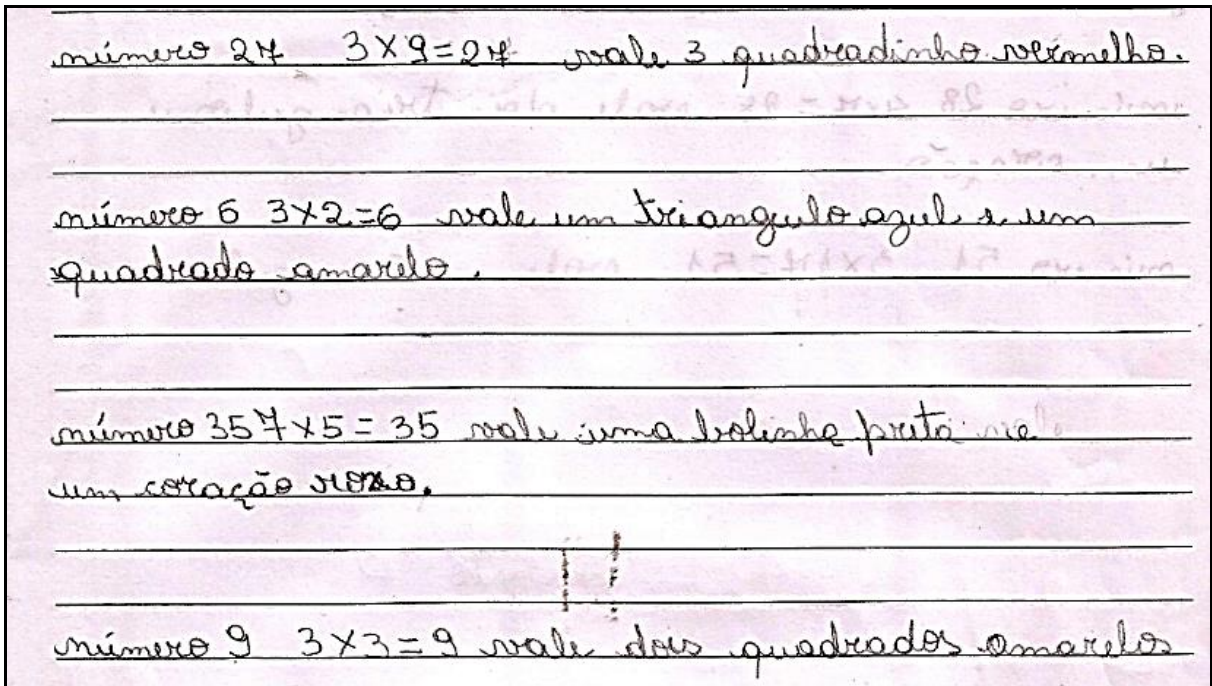 número 27 3x9=27 vale 3 quadradinho vermelho.
número 6 3x2=6 vale um triangulo azul e um
quadrado amarelo.
número 35 7x5=35 vale uma bolinha preta e
um coração roxo.
número 9 3x3=9 vale dois quadrados amarelos